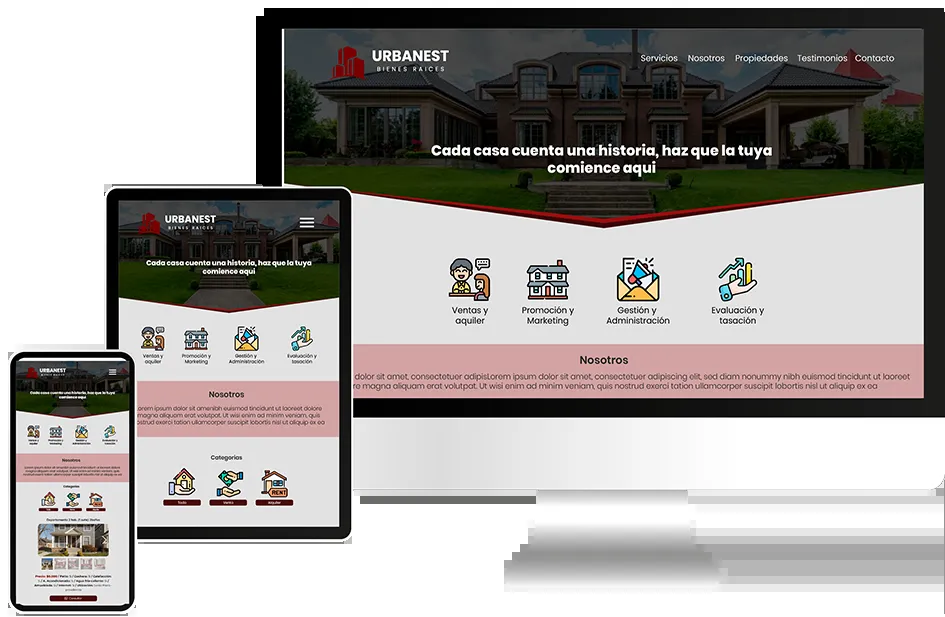 URBANEST
BIENES RAICES
Servicios Nosotros Propiedades Testimonios Contacto
Cada casa cuenta una historia, haz que la tuya
comience aqui
Ventas y
aquiler
Promoción y
Marketing
Gestión y
Administración
Evaluación y
tasación
Nosotros
dolor sit amet, consectetuer adipisLorem ipsum dolor sit amet, consectetuer adipiscing elit, sed diam nonummy nibh euismod tincidunt ut laoreet
re magna aliquam erat volutpat. Ut wisi enim ad minim veniam, quis nostrud exerci tation ullamcorper suscipit lobortis nisl ut aliquip ex ea
URBANEST
BIENES RAICES
Cada casa cuenta una historia, haz que la tuya
comience aqui
Ventas y
aquiler
Promoción y
Marketing
Gestión y
Administración
Evaluación y
tasación
Nosotros
orem ipsum dolor sit amenibh euismod tincidunt ut laoreet dolore
magna aliquam erat volutpat. Ut wisi enim ad minim veniam, quis
nostrud exerci tation ullamcorper suscipit lobortis nisl ut aliquip ex ea
Categorias
Todo
Venta
Alquiler
RENT
URBANEST
Cada casa cuenta una historia, haz que la tuya
comience aqui
Nosotros
Categorias